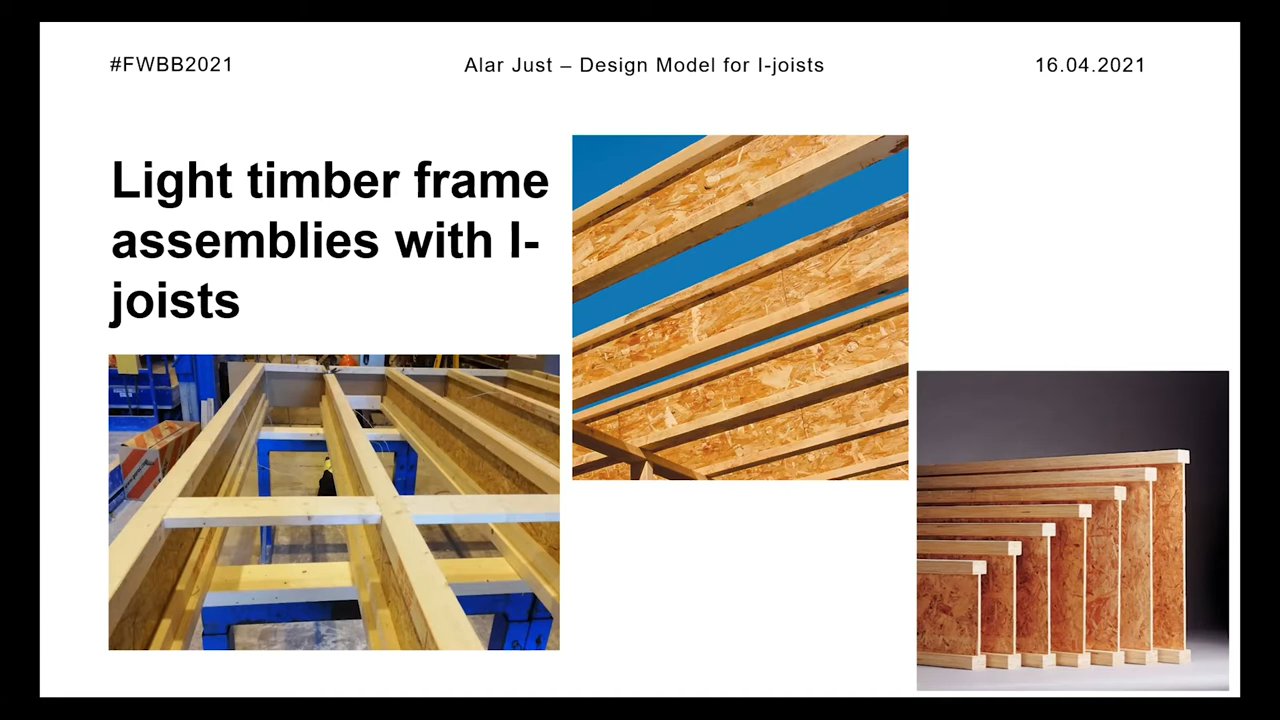 #FWBB2021
Alar Just – Design Model for I-joists
16.04.2021
Light timber frame
assemblies with I-
joists